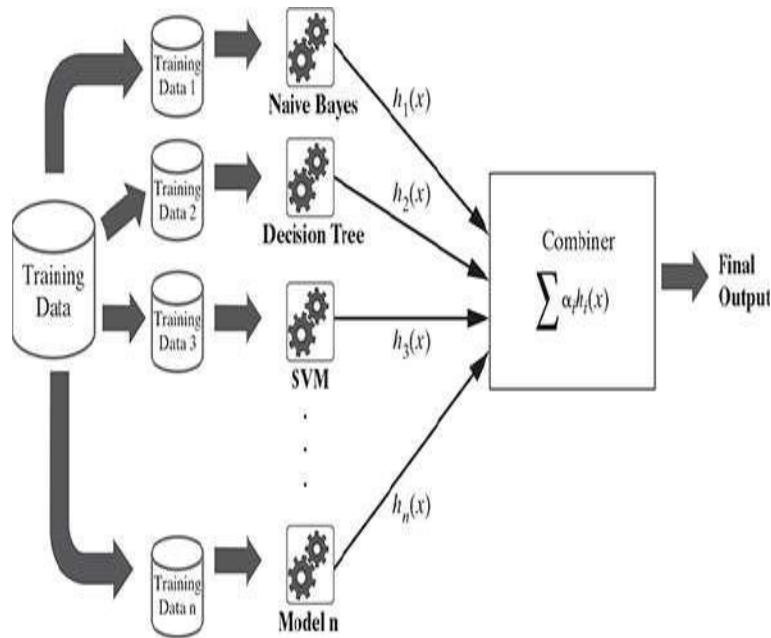 Training
Data
Training
Data 1
Naive Bayes
h₁(x)
Training
Data 2
Decision Tree
h₂(x)
Training
Data 3
SVM
h₃(x)
.
.
.
Training
Data n
Model n
hₙ(x)
Combiner
∑ αᵢhᵢ(x)
Final
Output